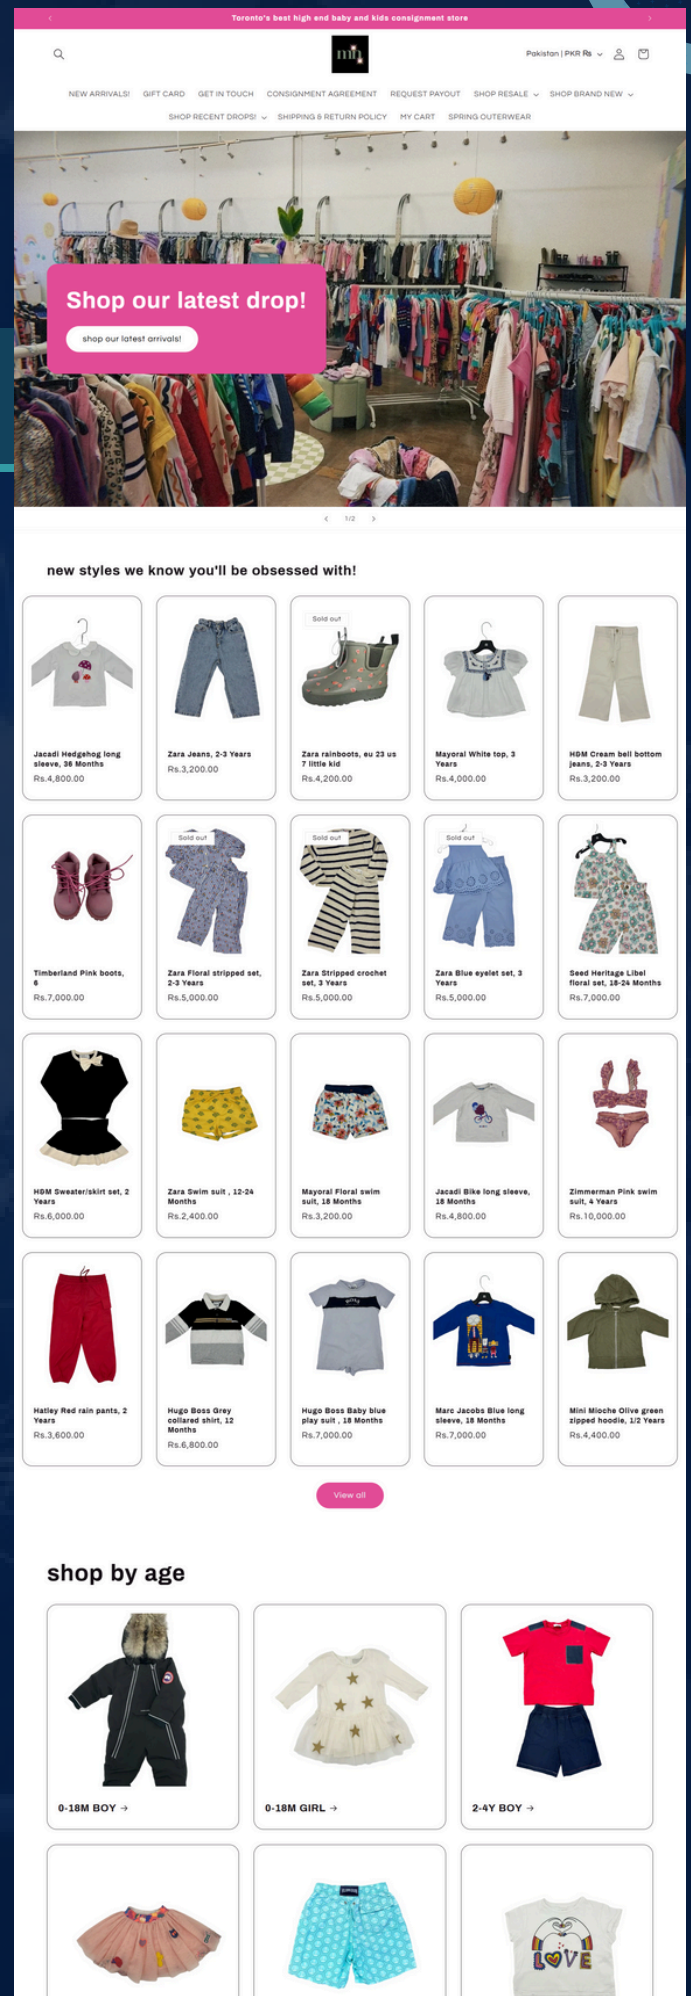 Toronto's best high end baby and kids consignment store
mn
Pakistan | PKR Rs
NEW ARRIVALS! GIFT CARD GET IN TOUCH CONSIGNMENT AGREEMENT REQUEST PAYOUT SHOP RESALE SHOP BRAND NEW
SHOP RECENT DROPS! SHIPPING & RETURN POLICY MY CART SPRING OUTERWEAR
Shop our latest drop!
shop our latest arrivals!
1/2
new styles we know you'll be obsessed with!
Jacadi Hedgehog long
sleeve, 36 Months
Rs.4,800.00
Zara Jeans, 2-3 Years
Rs.3,200.00
Sold out
Zara rainboots, eu 23 us
7 little kid
Rs.4,200.00
Mayoral White top, 3
Years
Rs.4,000.00
H&M Cream bell bottom
jeans, 2-3 Years
Rs.3,200.00
Timberland Pink boots,
6
Rs.7,000.00
Sold out
Zara Floral stripped set,
2-3 Years
Rs.5,000.00
Sold out
Zara Stripped crochet
set, 3 Years
Rs.5,000.00
Sold out
Zara Blue eyelet set, 3
Years
Rs.5,000.00
Seed Heritage Libel
floral set, 18-24 Months
Rs.7,000.00
H&M Sweater/skirt set, 2
Years
Rs.6,000.00
Zara Swim suit , 12-24
Months
Rs.2,400.00
Mayoral Floral swim
suit, 18 Months
Rs.3,200.00
Jacadi Bike long sleeve,
18 Months
Rs.4,800.00
Zimmerman Pink swim
suit, 4 Years
Rs.10,000.00
Hatley Red rain pants, 2
Years
Rs.3,600.00
Hugo Boss Grey
collared shirt, 12
Months
Rs.6,800.00
Hugo Boss Baby blue
play suit , 18 Months
Rs.7,000.00
Marc Jacobs Blue long
sleeve, 18 Months
Rs.7,000.00
Mini Mioche Olive green
zipped hoodie, 1/2 Years
Rs.4,400.00
View all
shop by age
0-18M BOY →
0-18M GIRL →
2-4Y BOY →
LOVE